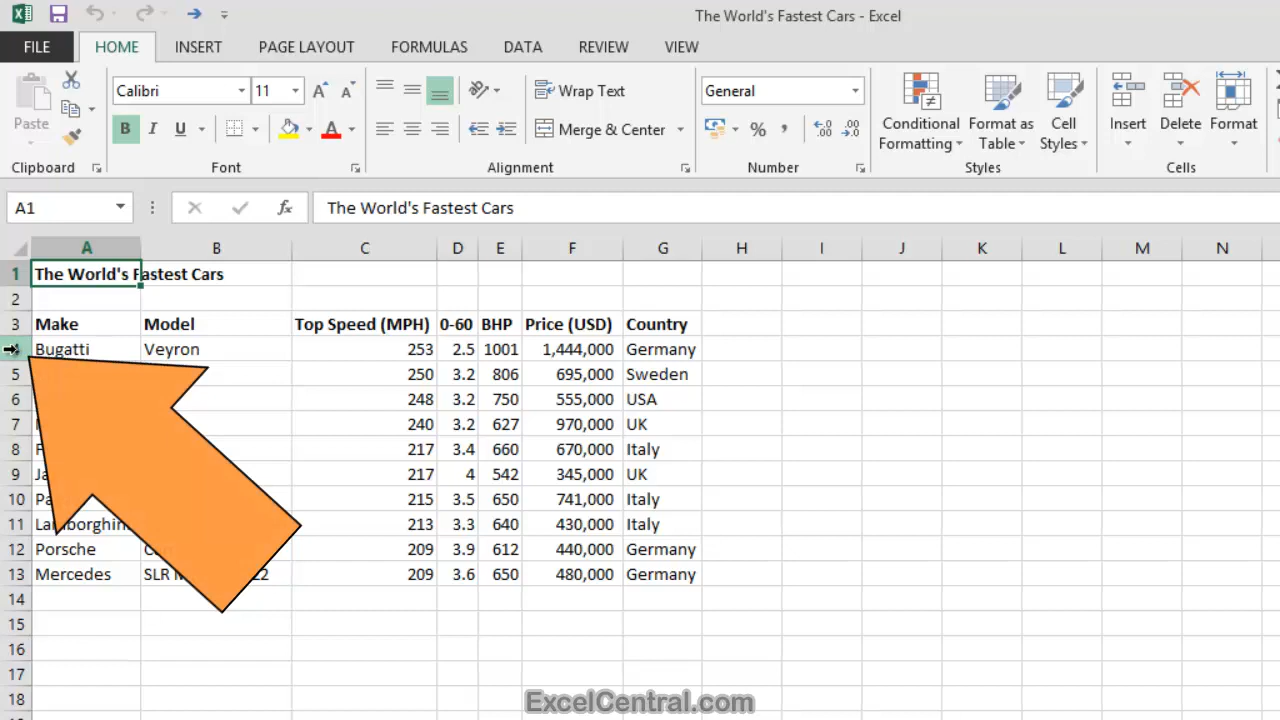 The World's Fastest Cars - Excel
FILE HOME INSERT PAGE LAYOUT FORMULAS DATA REVIEW VIEW
Paste
Calibri 11
B I U A
Wrap Text
Merge & Center
General
% ,
Conditional Formatting
Format as Table
Cell Styles
Insert Delete Format
Clipboard Font Alignment Number Styles Cells
A1 fx The World's Fastest Cars
A B C D E F G H I J K L M N
1 The World's Fastest Cars
2
3 Make Model Top Speed (MPH) 0-60 BHP Price (USD) Country
Bugatti Veyron 253 2.5 1001 1,444,000 Germany
5 250 3.2 806 695,000 Sweden
6 248 3.2 750 555,000 USA
7 240 3.2 627 970,000 UK
8 217 3.4 660 670,000 Italy
9 217 4 542 345,000 UK
10 215 3.5 650 741,000 Italy
11 213 3.3 640 430,000 Italy
12 Porsche 209 3.9 612 440,000 Germany
13 Mercedes SLR 209 3.6 650 480,000 Germany
14
15
16
17
18
ExcelCentral.com